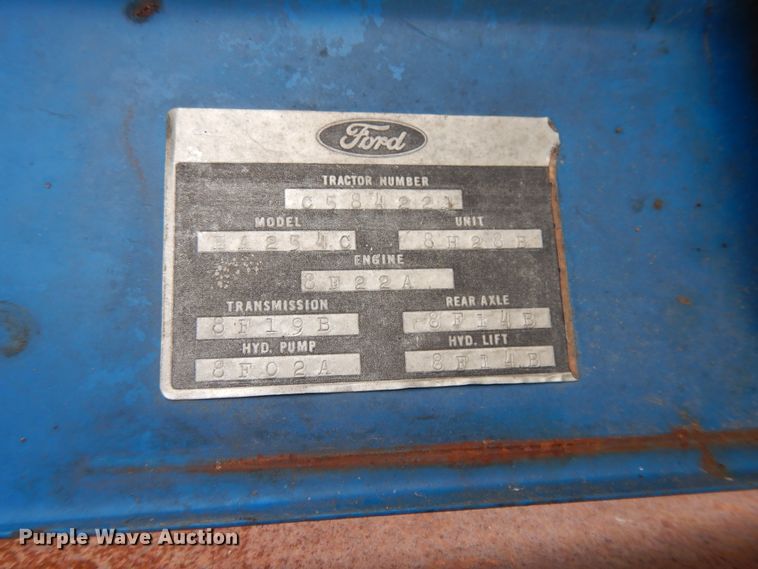 Ford
TRACTOR NUMBER
C584221
MODEL UNIT
8H28B
ENGINE
8F22A
TRANSMISSION REAR AXLE
8F19B 8F14B
HYD. PUMP HYD. LIFT
8F02A 8F14B
Purple Wave Auction